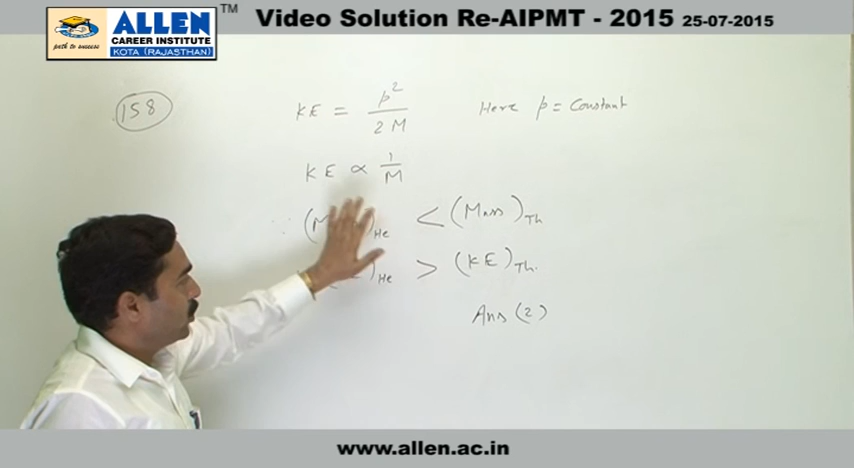 ALLEN
CAREER INSTITUTE
KOTA (RAJASTHAN)
path to success
TM
Video Solution Re-AIPMT - 2015 25-07-2015
158
KE = p²/2M Here p = Constant
KE ∝ 1/M
∴ (M )He < (Mass)Th
( )He > (KE)Th.
Ans (2)
www.allen.ac.in